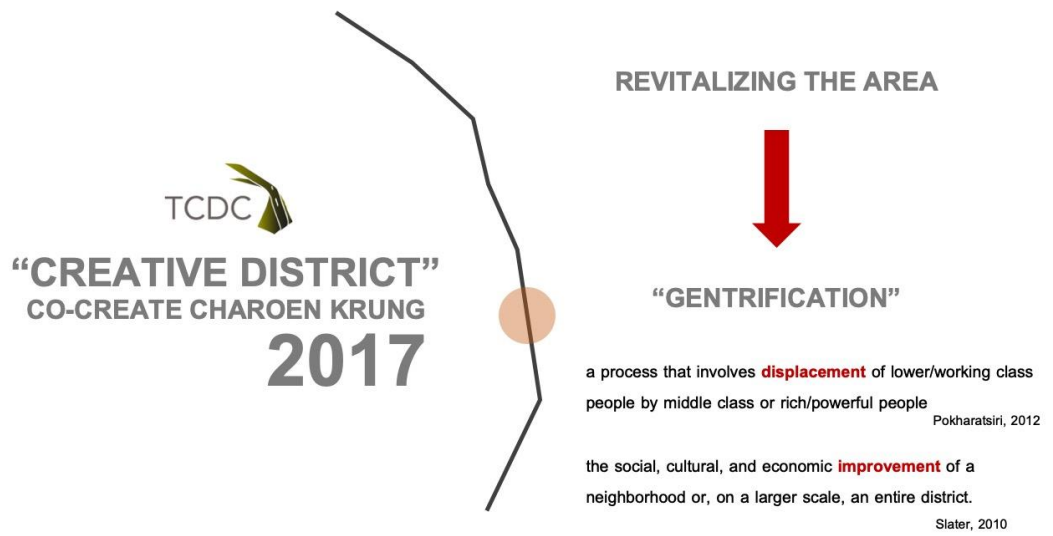 TCDC
“CREATIVE DISTRICT”
CO-CREATE CHAROEN KRUNG
2017
REVITALIZING THE AREA
“GENTRIFICATION”
a process that involves displacement of lower/working class
people by middle class or rich/powerful people
Pokharatsiri, 2012
the social, cultural, and economic improvement of a
neighborhood or, on a larger scale, an entire district.
Slater, 2010